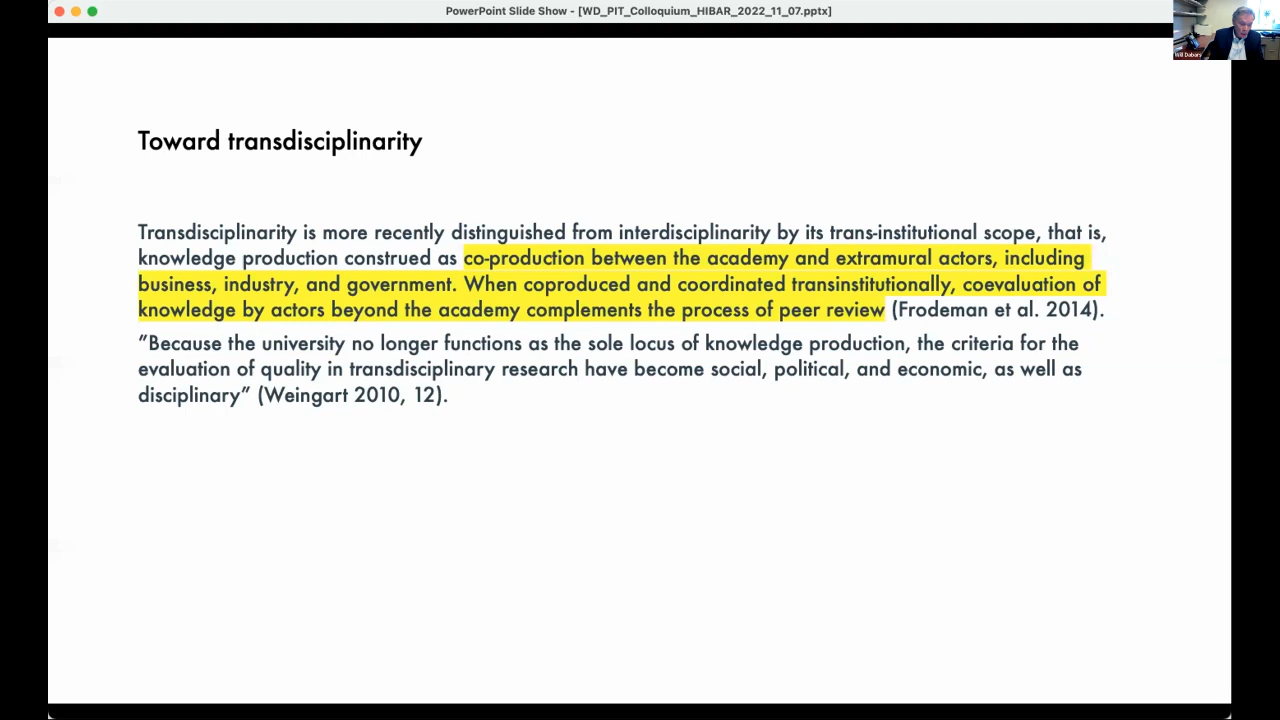 PowerPoint Slide Show - [WD_PIT_Colloquium_HIBAR_2022_11_07.pptx]
Will Dabars
Toward transdisciplinarity
Transdisciplinarity is more recently distinguished from interdisciplinarity by its trans-institutional scope, that is,
knowledge production construed as co-production between the academy and extramural actors, including
business, industry, and government. When coproduced and coordinated transinstitutionally, coevaluation of
knowledge by actors beyond the academy complements the process of peer review (Frodeman et al. 2014).
”Because the university no longer functions as the sole locus of knowledge production, the criteria for the
evaluation of quality in transdisciplinary research have become social, political, and economic, as well as
disciplinary” (Weingart 2010, 12).